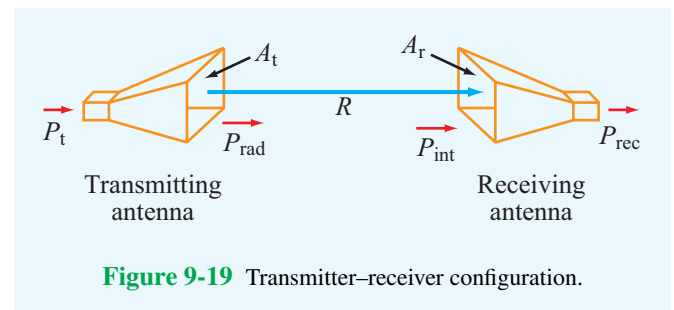 A_t
A_r
R
P_t
P_rad
P_int
P_rec
Transmitting
antenna
Receiving
antenna
Figure 9-19 Transmitter–receiver configuration.